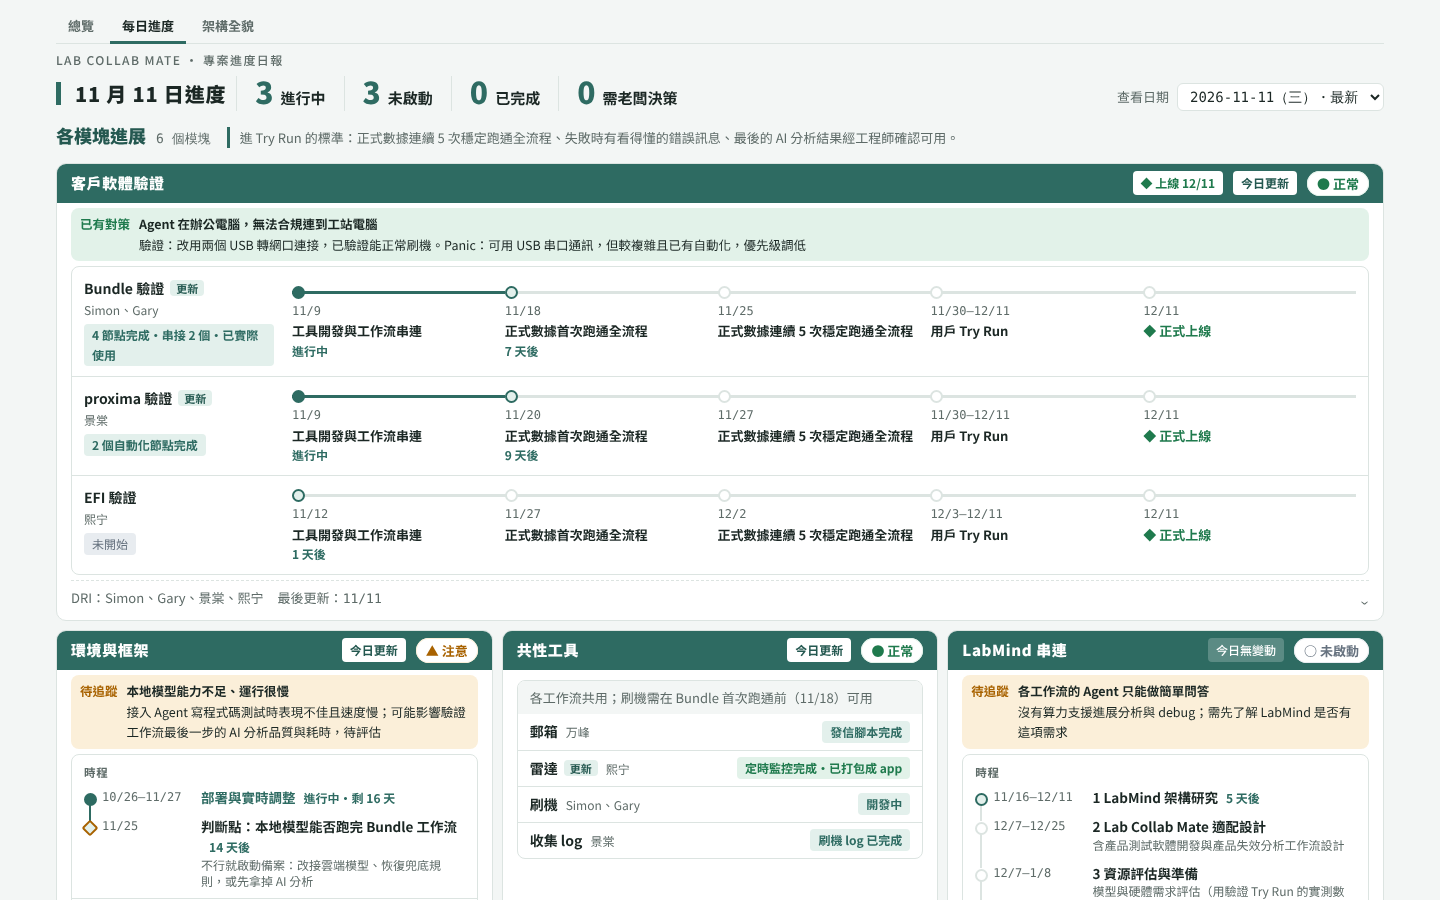 總覽 每日進度 架構全貌
LAB COLLAB MATE · 專案進度日報
11 月 11 日進度 3 進行中 3 未啟動 0 已完成 0 需老闆決策
查看日期 2026-11-11（三）·最新
各模塊進展 6 個模塊 進 Try Run 的標準：正式數據連續 5 次穩定跑通全流程、失敗時有看得懂的錯誤訊息、最後的 AI 分析結果經工程師確認可用。
客戶軟體驗證 ◆ 上線 12/11 今日更新 ● 正常
已有對策 Agent 在辦公電腦，無法合規連到工站電腦
驗證：改用兩個 USB 轉網口連接，已驗證能正常刷機。Panic：可用 USB 串口通訊，但較複雜且已有自動化，優先級調低
Bundle 驗證 更新
Simon、Gary
4 節點完成·串接 2 個·已實際
使用
11/9 11/18 11/25 11/30–12/11 12/11
工具開發與工作流串連 正式數據首次跑通全流程 正式數據連續 5 次穩定跑通全流程 用戶 Try Run ◆ 正式上線
進行中 7 天後
proxima 驗證 更新
景棠
2 個自動化節點完成
11/9 11/20 11/27 11/30–12/11 12/11
工具開發與工作流串連 正式數據首次跑通全流程 正式數據連續 5 次穩定跑通全流程 用戶 Try Run ◆ 正式上線
進行中 9 天後
EFI 驗證
熙宁
未開始
11/12 11/27 12/2 12/3–12/11 12/11
工具開發與工作流串連 正式數據首次跑通全流程 正式數據連續 5 次穩定跑通全流程 用戶 Try Run ◆ 正式上線
1 天後
DRI：Simon、Gary、景棠、熙宁 最後更新：11/11
環境與框架 今日更新 ▲ 注意
待追蹤 本地模型能力不足、運行很慢
接入 Agent 寫程式碼測試時表現不佳且速度慢；可能影響驗證
工作流最後一步的 AI 分析品質與耗時，待評估
時程
10/26–11/27 部署與實時調整 進行中·剩 16 天
11/25 判斷點：本地模型能否跑完 Bundle 工作流
14 天後
不行就啟動備案：改接雲端模型、恢復兜底規
則，或先拿掉 AI 分析
共性工具 今日更新 ● 正常
各工作流共用；刷機需在 Bundle 首次跑通前（11/18）可用
郵箱 万峰 發信腳本完成
雷達 更新 熙宁 定時監控完成·已打包成 app
刷機 Simon、Gary 開發中
收集 log 景棠 刷機 log 已完成
LabMind 串連 今日無變動 ○ 未啟動
待追蹤 各工作流的 Agent 只能做簡單問答
沒有算力支援進展分析與 debug；需先了解 LabMind 是否有
這項需求
時程
11/16–12/11 1 LabMind 架構研究 5 天後
12/7–12/25 2 Lab Collab Mate 適配設計
含產品測試軟體開發與產品失效分析工作流設計
12/7–1/8 3 資源評估與準備
模型與硬體需求評估（用驗證 Try Run 的實測數